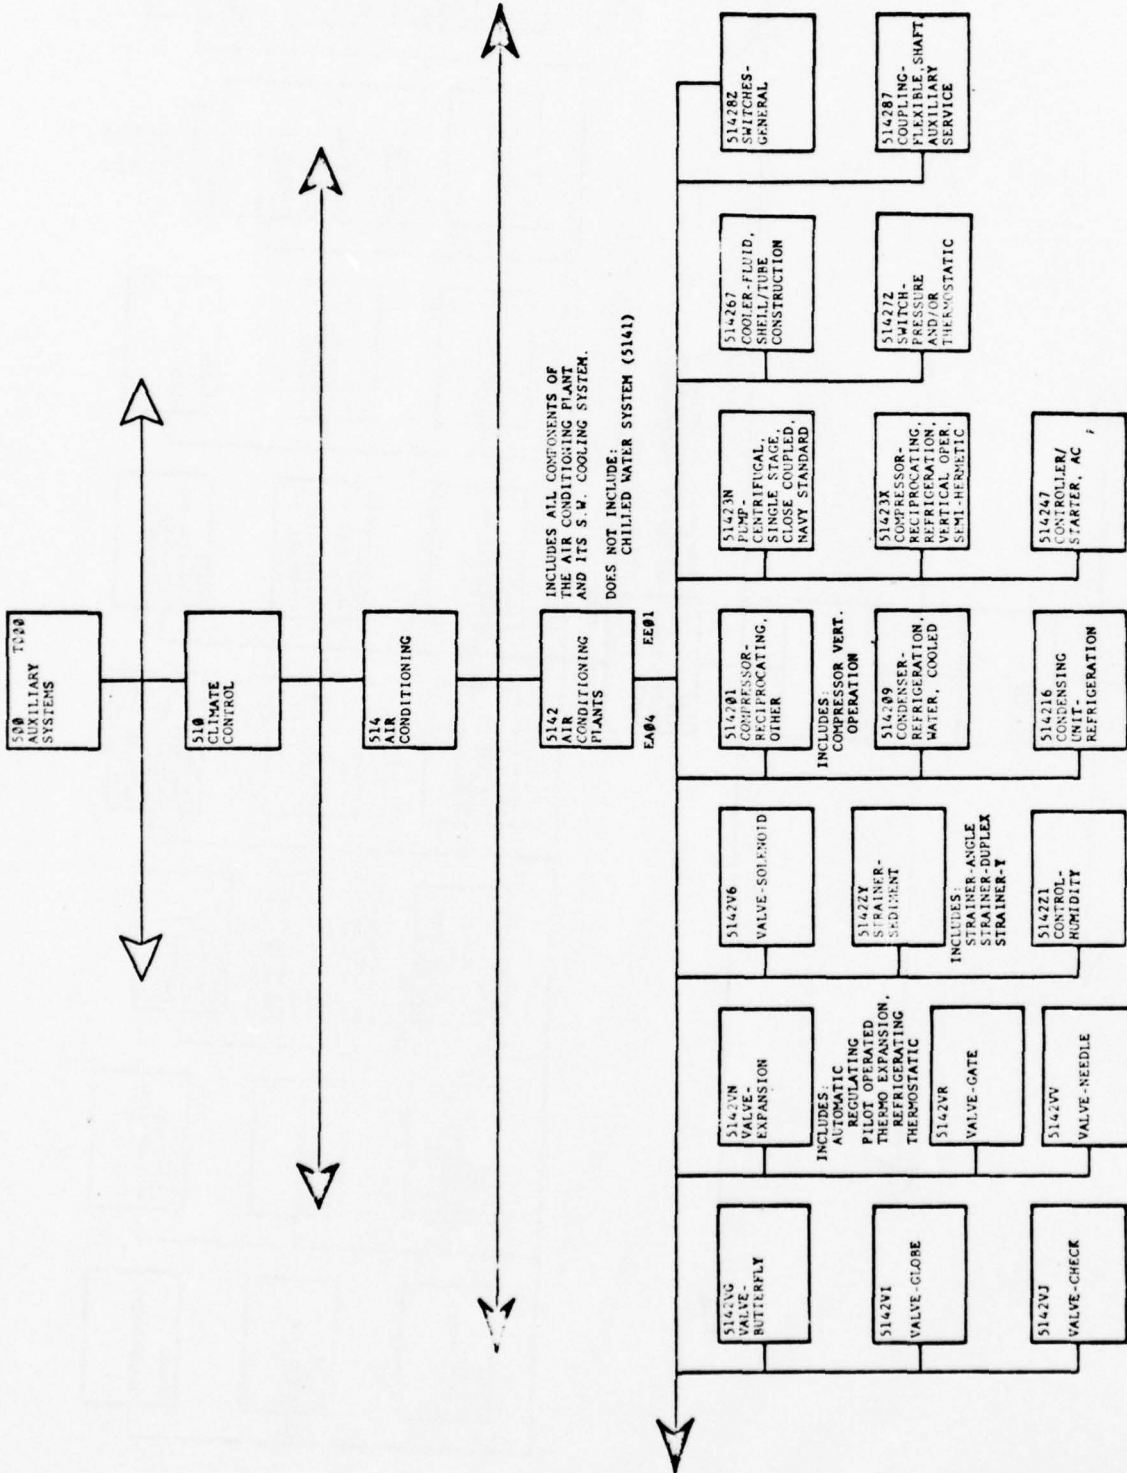 500 T000
AUXILIARY
SYSTEMS
510
CLIMATE
CONTROL
514
AIR
CONDITIONING
5142
AIR
CONDITIONING
PLANTS
INCLUDES ALL COMPONENTS OF
THE AIR CONDITIONING PLANT
AND ITS S.W. COOLING SYSTEM.
DOES NOT INCLUDE:
CHILLED WATER SYSTEM (5141)
EA04 EE01
5142VG
VALVE-
BUTTERFLY
5142VI
VALVE-GLOBE
5142VJ
VALVE-CHECK
5142VN
VALVE-
EXPANSION
INCLUDES:
AUTOMATIC
REGULATING
PILOT OPERATED
THERMO EXPANSION,
REFRIGERATING
THERMOSTATIC
5142VR
VALVE-GATE
5142VV
VALVE-NEEDLE
5142V6
VALVE-SOLENOID
5142ZY
STRAINER-
SEDIMENT
INCLUDES:
STRAINER-ANGLE
STRAINER-DUPLEX
STRAINER-Y
5142Z1
CONTROL-
HUMIDITY
514201
COMPRESSOR-
RECIPROCATING,
OTHER
INCLUDES:
COMPRESSOR VERT.
OPERATION
514209
CONDENSER-
REFRIGERATION,
WATER, COOLED
514216
CONDENSING
UNIT-
REFRIGERATION
51423N
PUMP-
CENTRIFUGAL,
SINGLE STAGE,
CLOSE COUPLED,
NAVY STANDARD
51423X
COMPRESSOR-
RECIPROCATING,
REFRIGERATION,
VERTICAL OPER,
SEMI-HERMETIC
514247
CONTROLLER/
STARTER, AC
514267
COOLER-FLUID,
SHELL/TUBE
CONSTRUCTION
51427Z
SWITCH-
PRESSURE
AND/OR
THERMOSTATIC
51428Z
SWITCHES-
GENERAL
514287
COUPLING-
FLEXIBLE, SHAFT,
AUXILIARY
SERVICE